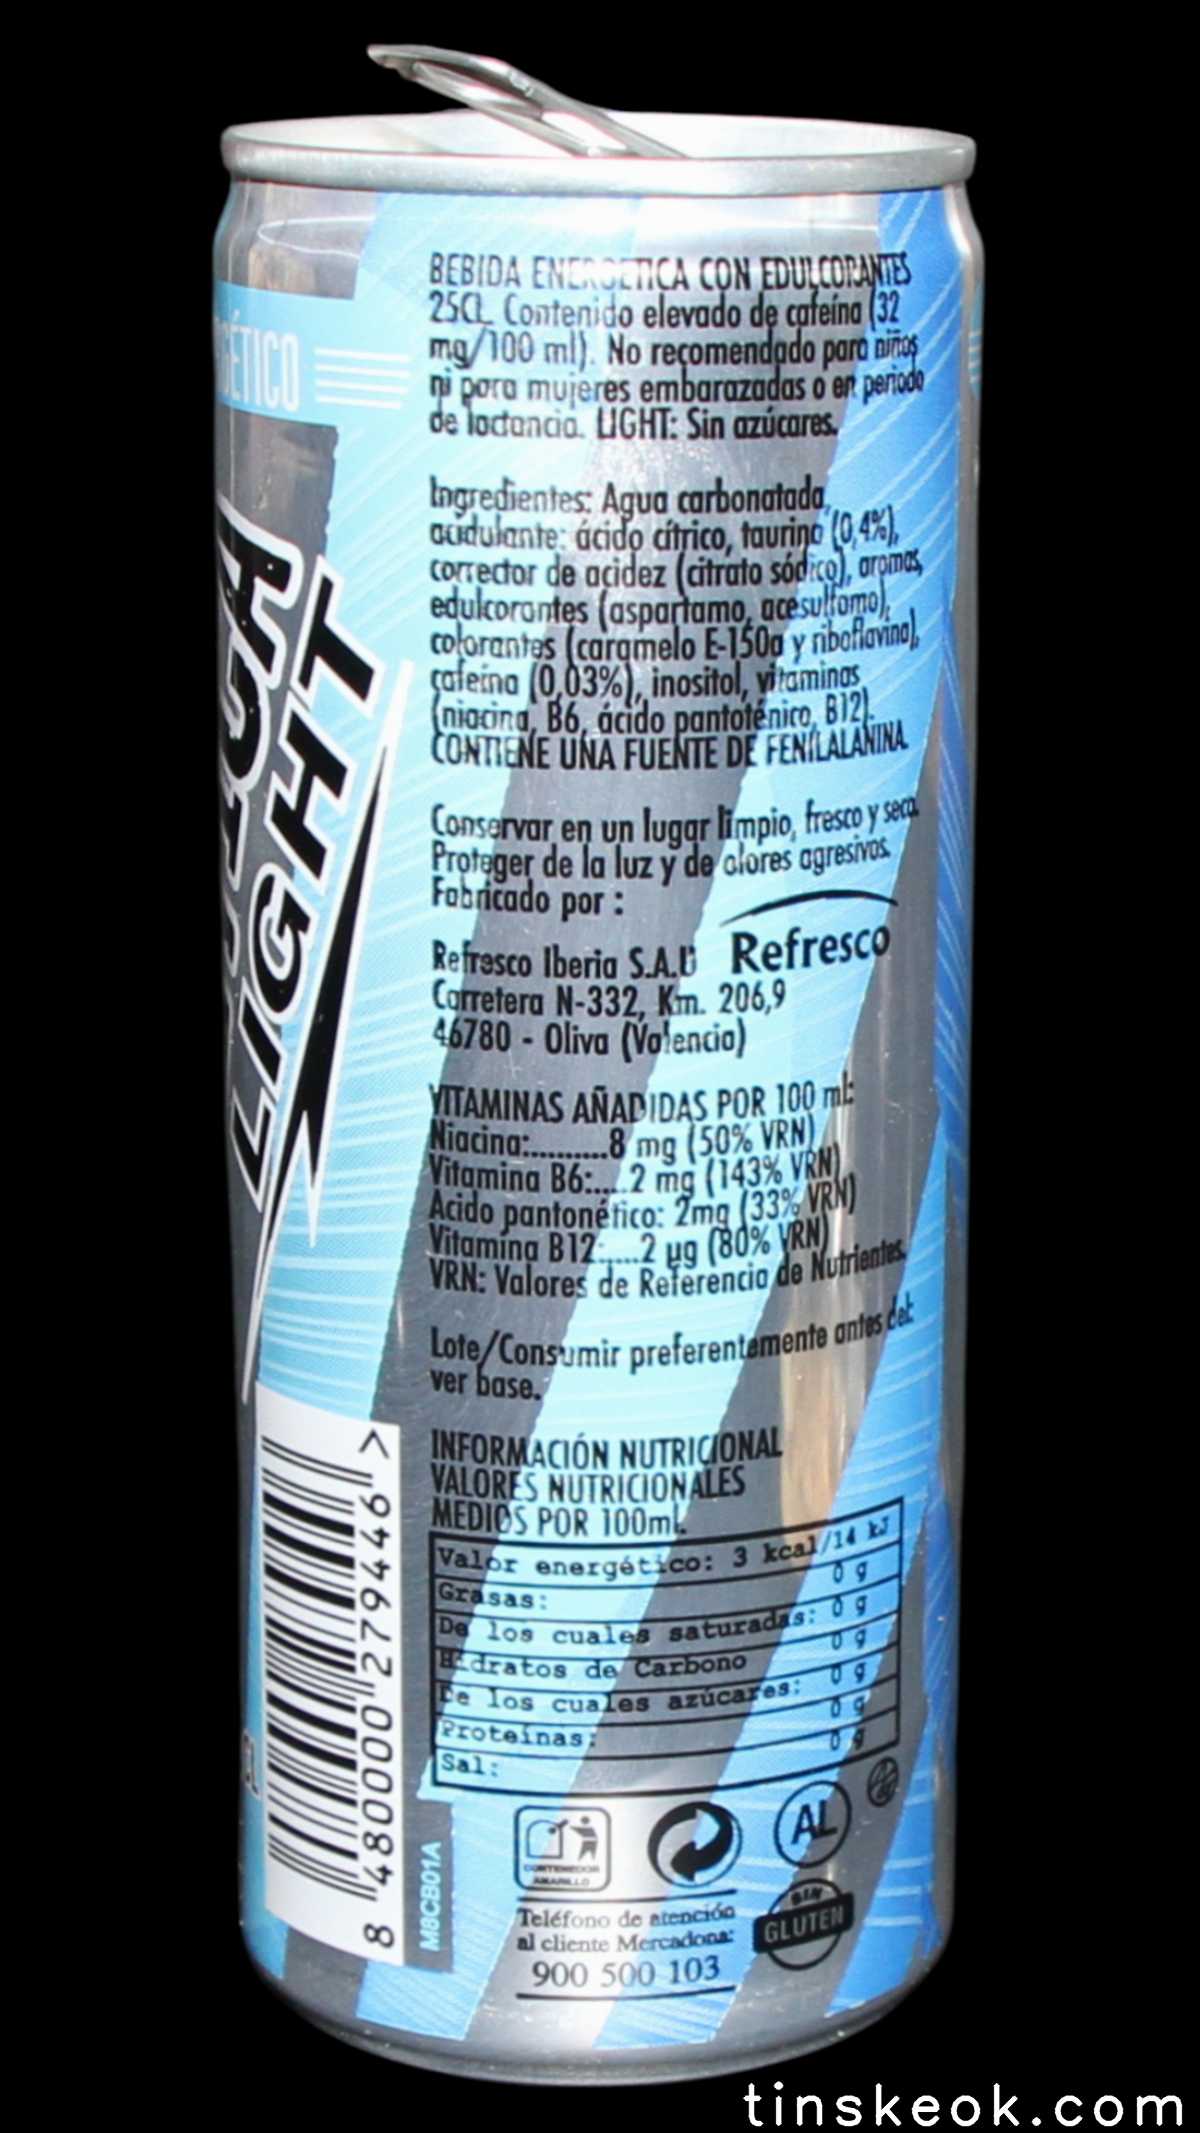 GÉTICO
LIGHT
BEBIDA ENERGETICA CON EDULCORANTES
25CL. Contenido elevado de cafeína (32
mg/100 ml). No recomendado para niños
ni para mujeres embarazadas o en periodo
de lactancia. LIGHT: Sin azúcares.
Ingredientes: Agua carbonatada,
acidulante: ácido cítrico, taurina (0,4%),
corrector de acidez (citrato sódico), aromas,
edulcorantes (aspartamo, acesulfamo),
colorantes (caramelo E-150a y riboflavina),
cafeína (0,03%), inositol, vitaminas
(niacina, B6, ácido pantoténico, B12).
CONTIENE UNA FUENTE DE FENILALANINA.
Conservar en un lugar limpio, fresco y seco.
Proteger de la luz y de olores agresivos.
Fabricado por :
Refresco Iberia S.A.U Refresco
Carretera N-332, Km. 206,9
46780 - Oliva (Valencia)
VITAMINAS AÑADIDAS POR 100 ml:
Niacina:..........8 mg (50% VRN)
Vitamina B6:.....2 mg (143% VRN)
Acido pantonético: 2mg (33% VRN)
Vitamina B12:.....2 µg (80% VRN)
VRN: Valores de Referencia de Nutrientes.
Lote/Consumir preferentemente antes del:
ver base.
INFORMACIÓN NUTRICIONAL
VALORES NUTRICIONALES
MEDIOS POR 100ml.
Valor energético: 3 kcal/14 kJ
Grasas: 0 g
De los cuales saturadas: 0 g
Hidratos de Carbono 0 g
De los cuales azúcares: 0 g
Proteínas: 0 g
Sal: 0 g
CONTENEDOR
AMARILLO
AL
SIN
GLUTEN
Teléfono de atención
al cliente Mercadona:
900 500 103
8 480000 279446 >
M8CB01A
CL
tinskeok.com